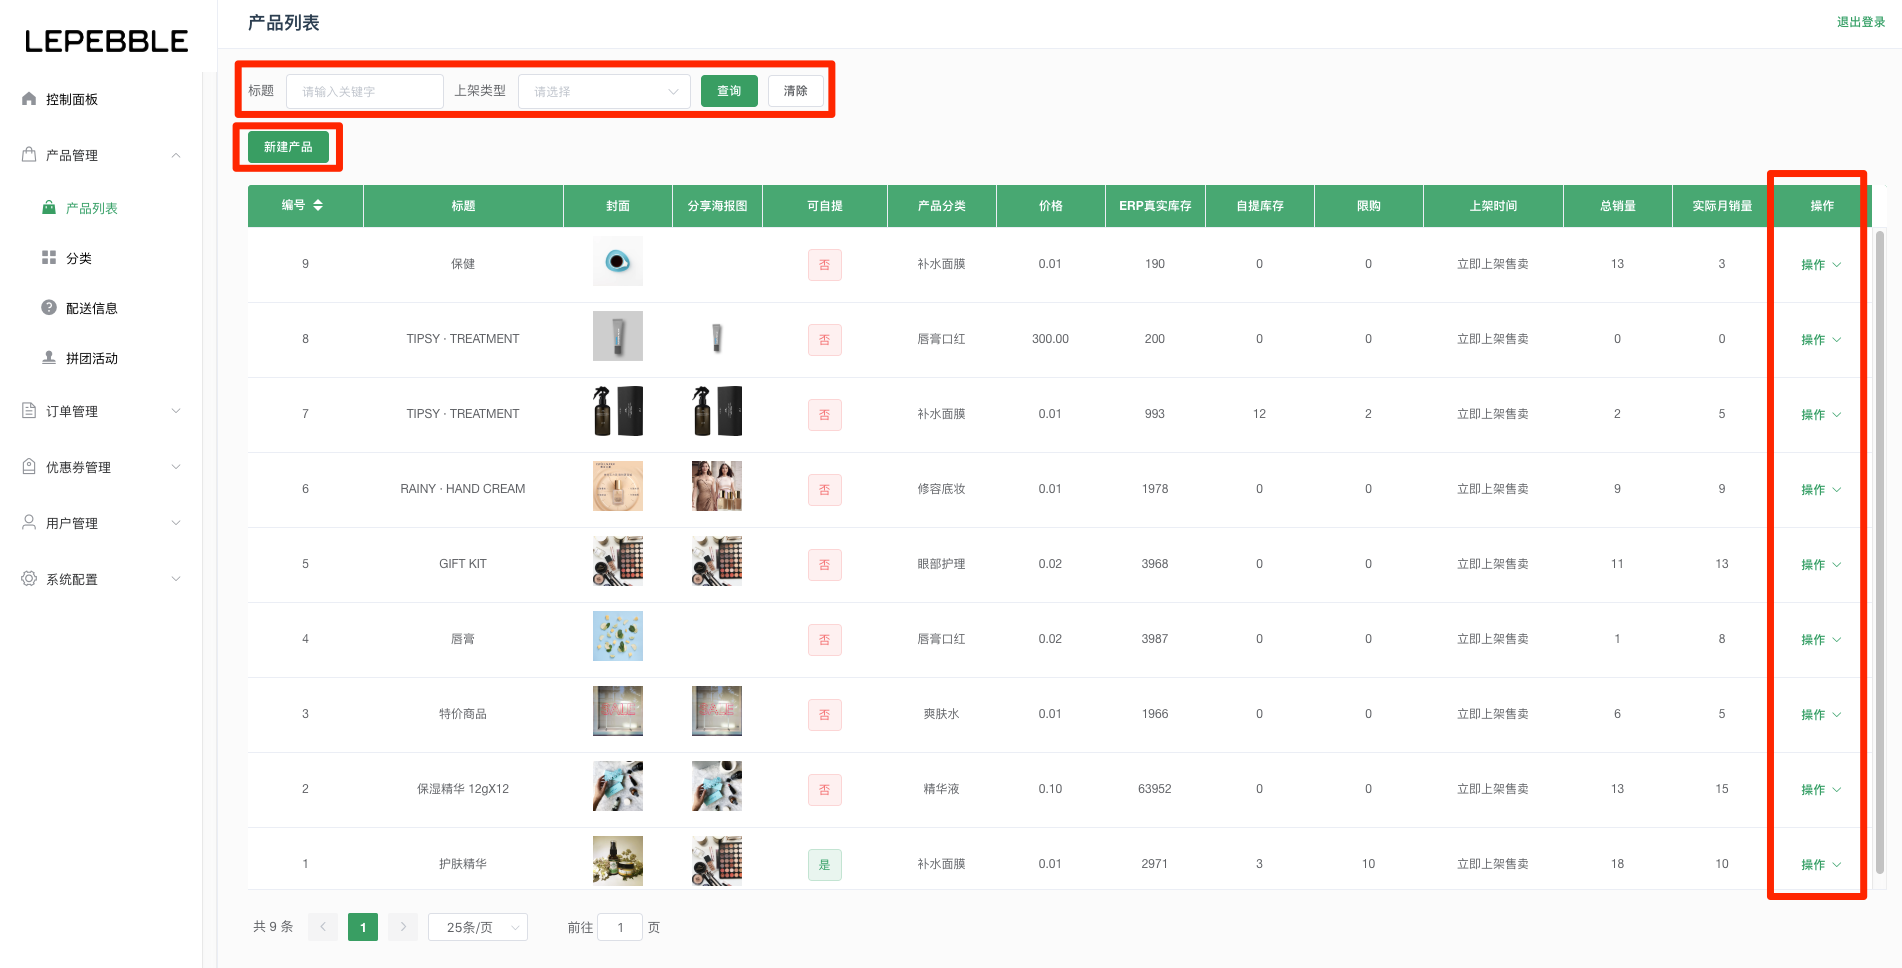 LEPEBBLE
控制面板
产品管理
产品列表
分类
配送信息
拼团活动
订单管理
优惠券管理
用户管理
系统配置
产品列表
退出登录
标题 请输入关键字 上架类型 请选择 查询 清除
新建产品
编号 标题 封面 分享海报图 可自提 产品分类 价格 ERP真实库存 自提库存 限购 上架时间 总销量 实际月销量 操作
9 保健 否 补水面膜 0.01 190 0 0 立即上架售卖 13 3 操作
8 TIPSY · TREATMENT 否 唇膏口红 300.00 200 0 0 立即上架售卖 0 0 操作
7 TIPSY · TREATMENT 否 补水面膜 0.01 993 12 2 立即上架售卖 2 5 操作
6 RAINY · HAND CREAM 否 修容底妆 0.01 1978 0 0 立即上架售卖 9 9 操作
5 GIFT KIT 否 眼部护理 0.02 3968 0 0 立即上架售卖 11 13 操作
4 唇膏 否 唇膏口红 0.02 3987 0 0 立即上架售卖 1 8 操作
3 特价商品 SALE SALE 否 爽肤水 0.01 1966 0 0 立即上架售卖 6 5 操作
2 保湿精华 12gX12 否 精华液 0.10 63952 0 0 立即上架售卖 13 15 操作
1 护肤精华 是 补水面膜 0.01 2971 3 10 立即上架售卖 18 10 操作
共 9 条 1 25条/页 前往 1 页